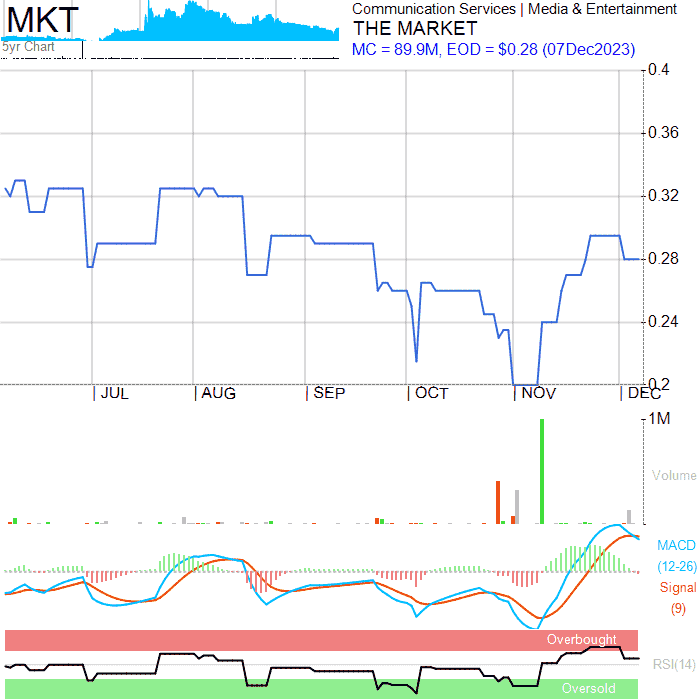 MKT
5yr Chart
Communication Services | Media & Entertainment
THE MARKET
MC = 89.9M, EOD = $0.28 (07Dec2023)
0.4
0.36
0.32
0.28
0.24
0.2
JUL AUG SEP OCT NOV DEC
1M
Volume
MACD
(12-26)
Signal
(9)
Overbought
RSI(14)
Oversold